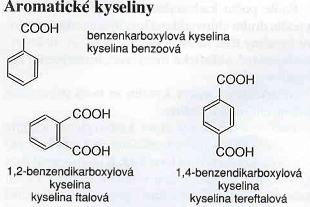 Aromatické kyseliny
COOH
benzenkarboxylová kyselina
kyselina benzoová
COOH
COOH
COOH
COOH
1,2-benzendikarboxylová
kyselina
kyselina ftalová
1,4-benzendikarboxylová
kyselina
kyselina tereftalová